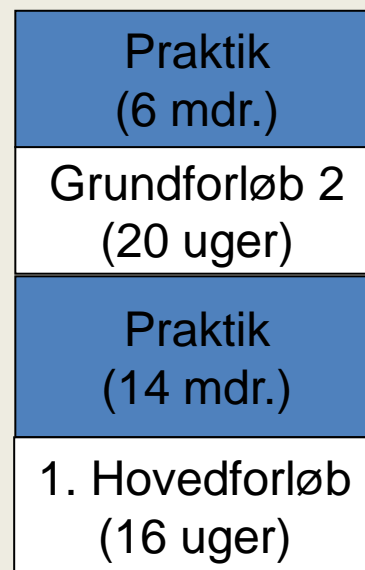 Praktik
(6 mdr.)
Grundforløb 2
(20 uger)
Praktik
(14 mdr.)
1. Hovedforløb
(16 uger)